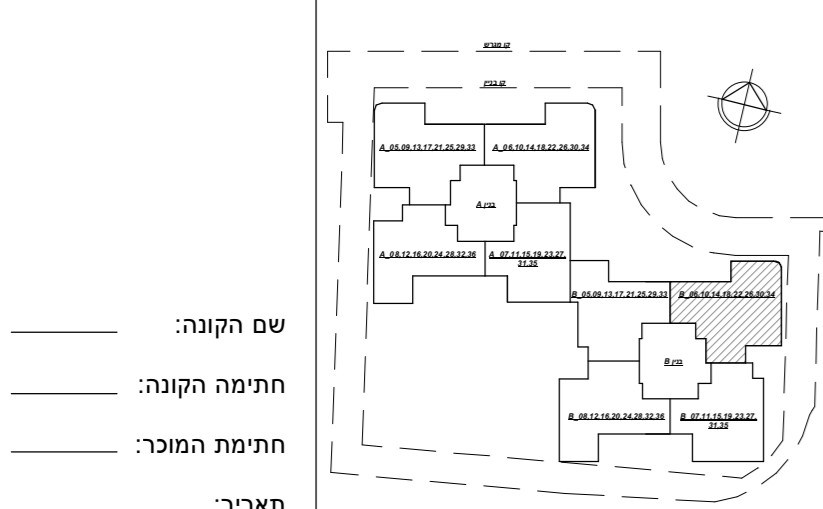 קו מגרש
קו בניין
A_05.09.13.17.21.25.29.33
A_06.10.14.18.22.26.30.34
בניין A
A_08.12.16.20.24.28.32.36
A_07.11.15.19.23.27.
31.35
B_05.09.13.17.21.25.29.33
B_06.10.14.18.22.26.30.34
בניין B
B_08.12.16.20.24.28.32.36
B_07.11.15.19.23.27.
31.35
שם הקונה:
חתימה הקונה:
חתימת המוכר:
תאריך: